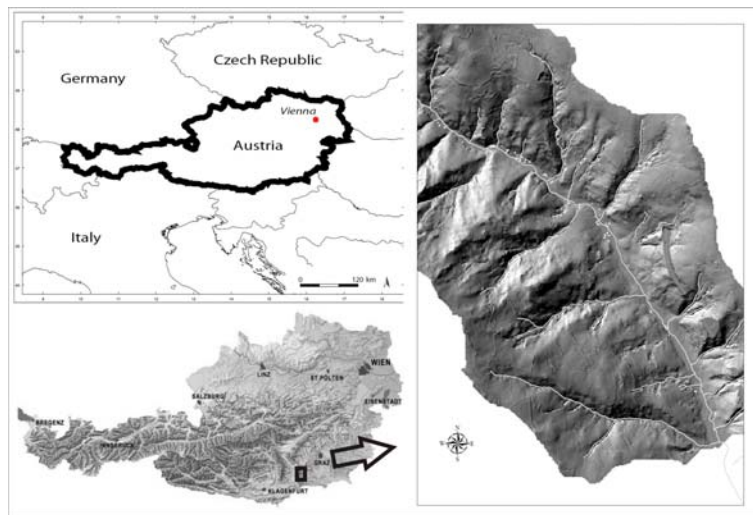 Germany
Czech Republic
Vienna
Austria
Italy
0
120 km
LINZ
ST. PÖLTEN
WIEN
SALZBURG
EISENSTADT
BREGENZ
INNSBRUCK
GRAZ
KLAGENFURT
N
W
E
S